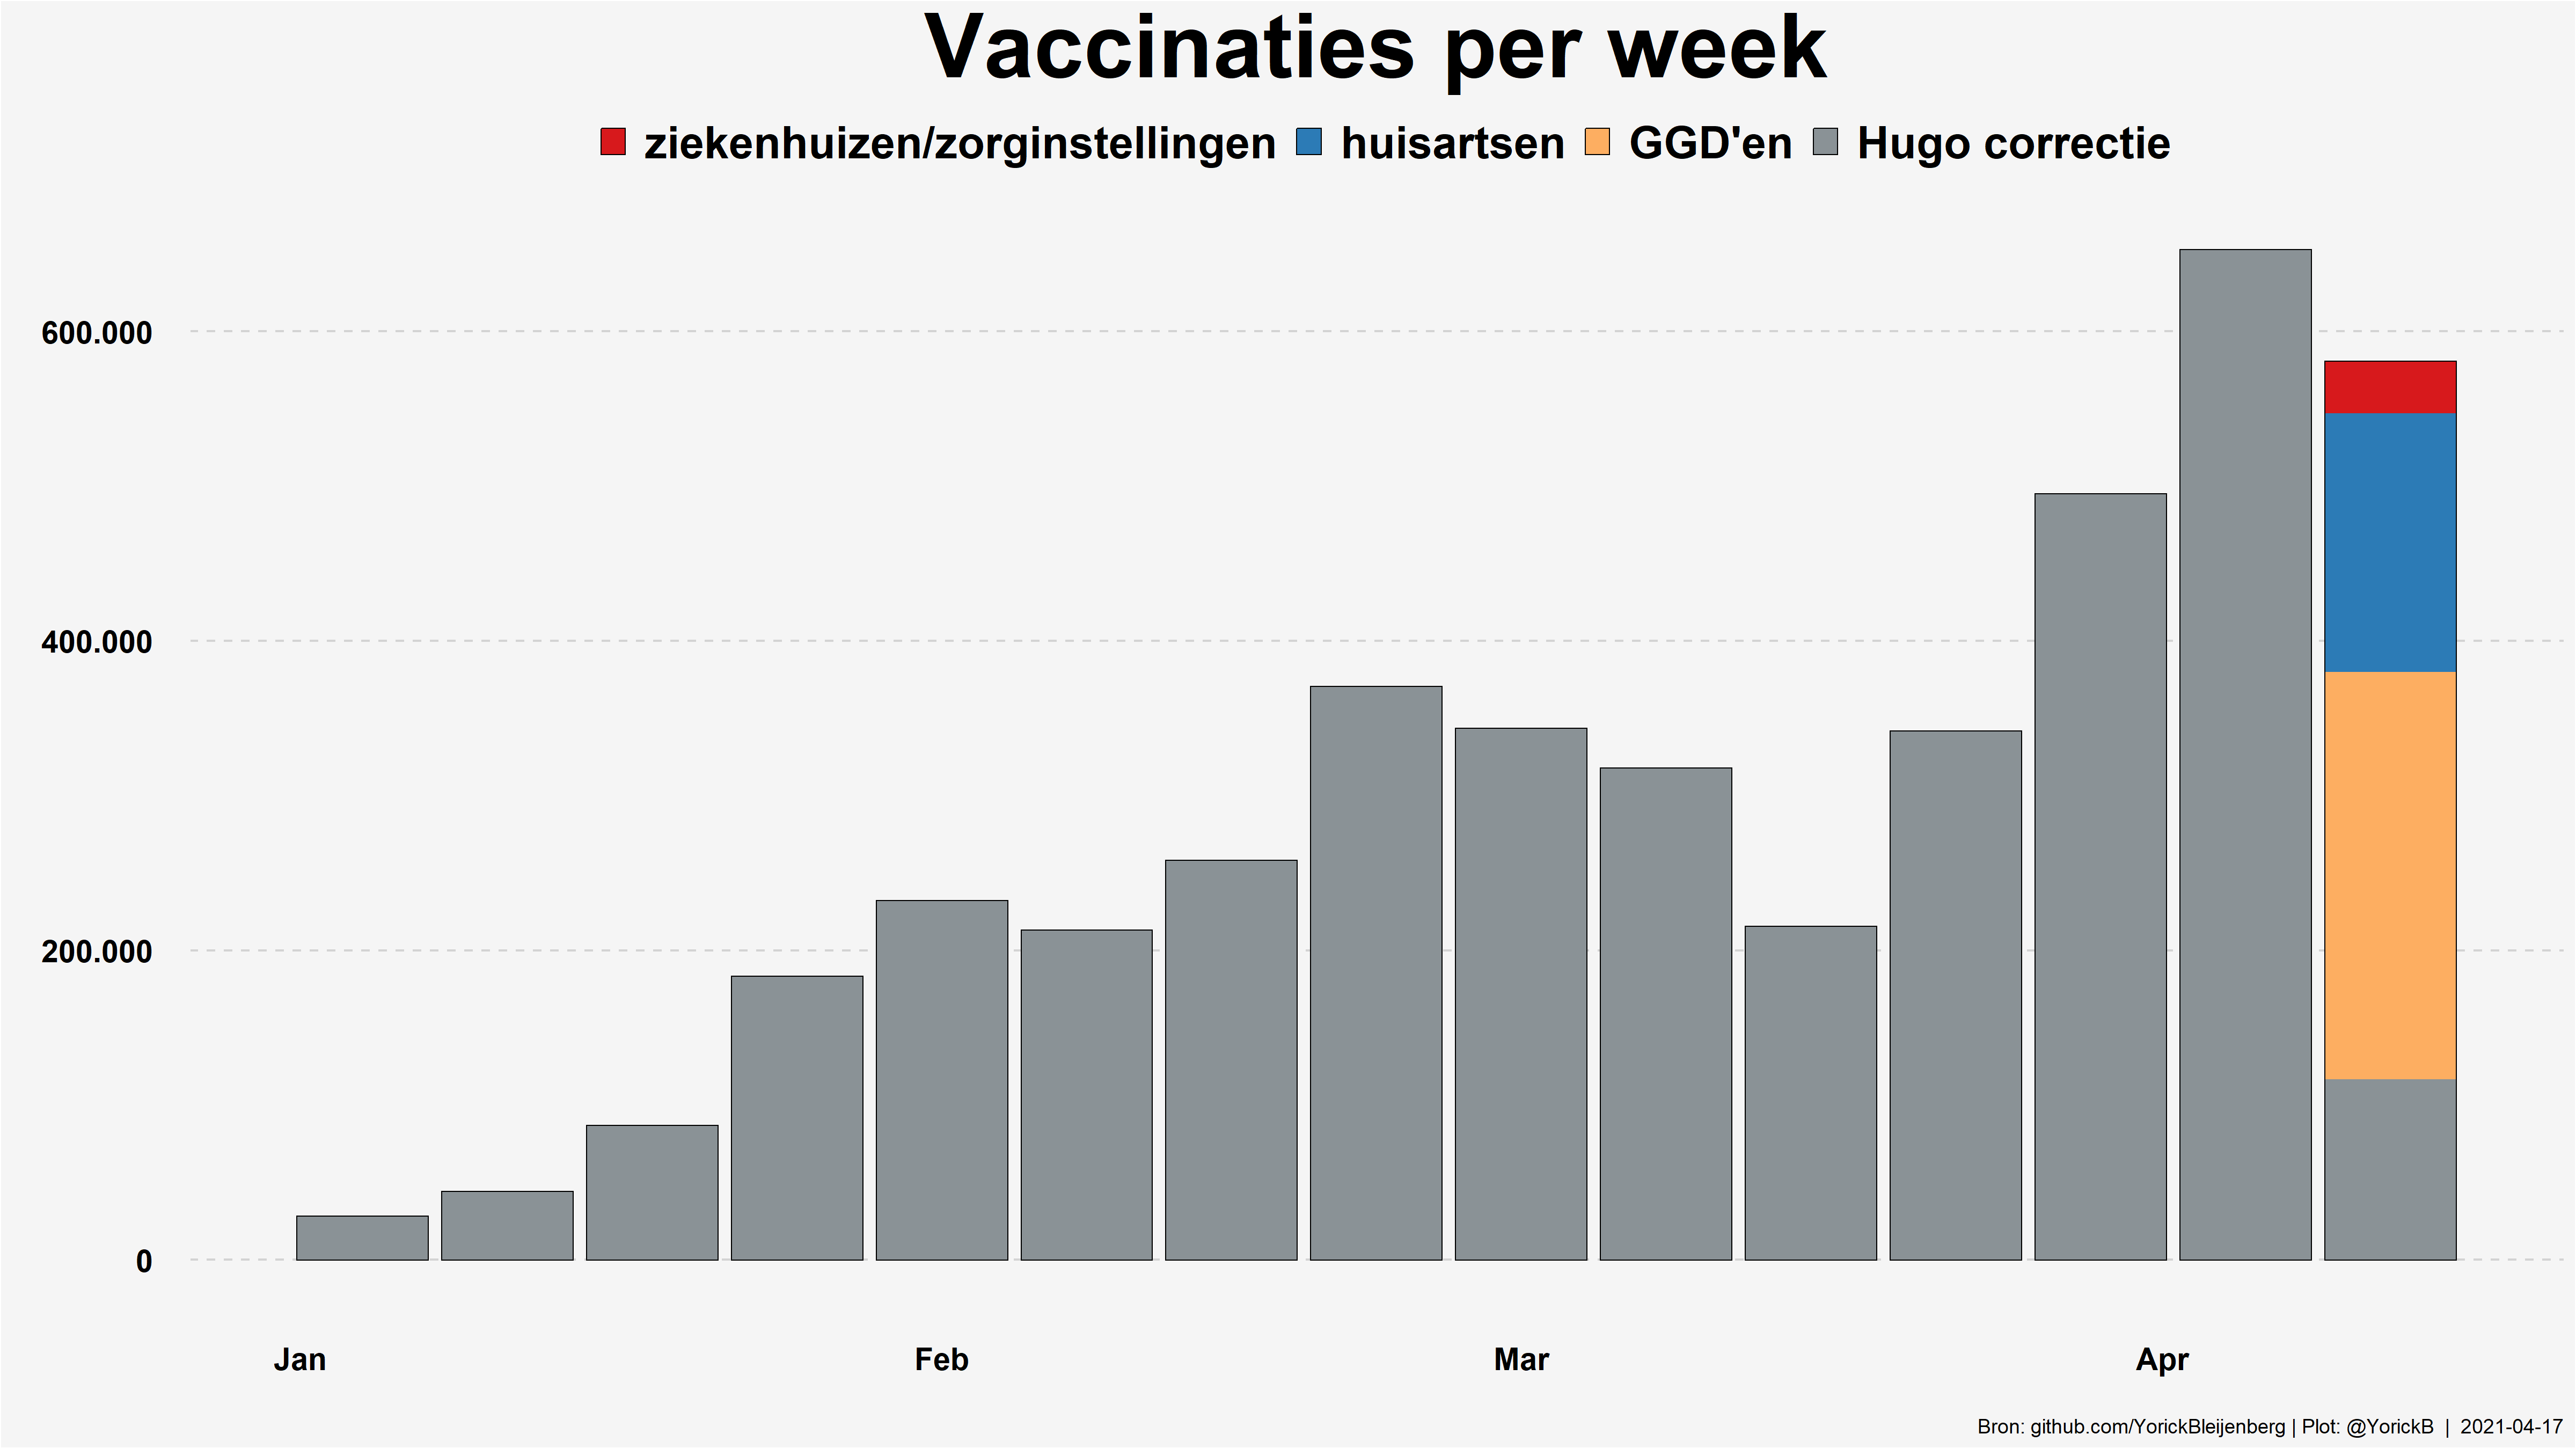 Vaccinaties per week
ziekenhuizen/zorginstellingen huisartsen GGD'en Hugo correctie
600.000
400.000
200.000
0
Jan Feb Mar Apr
Bron: github.com/YorickBleijenberg | Plot: @YorickB | 2021-04-17